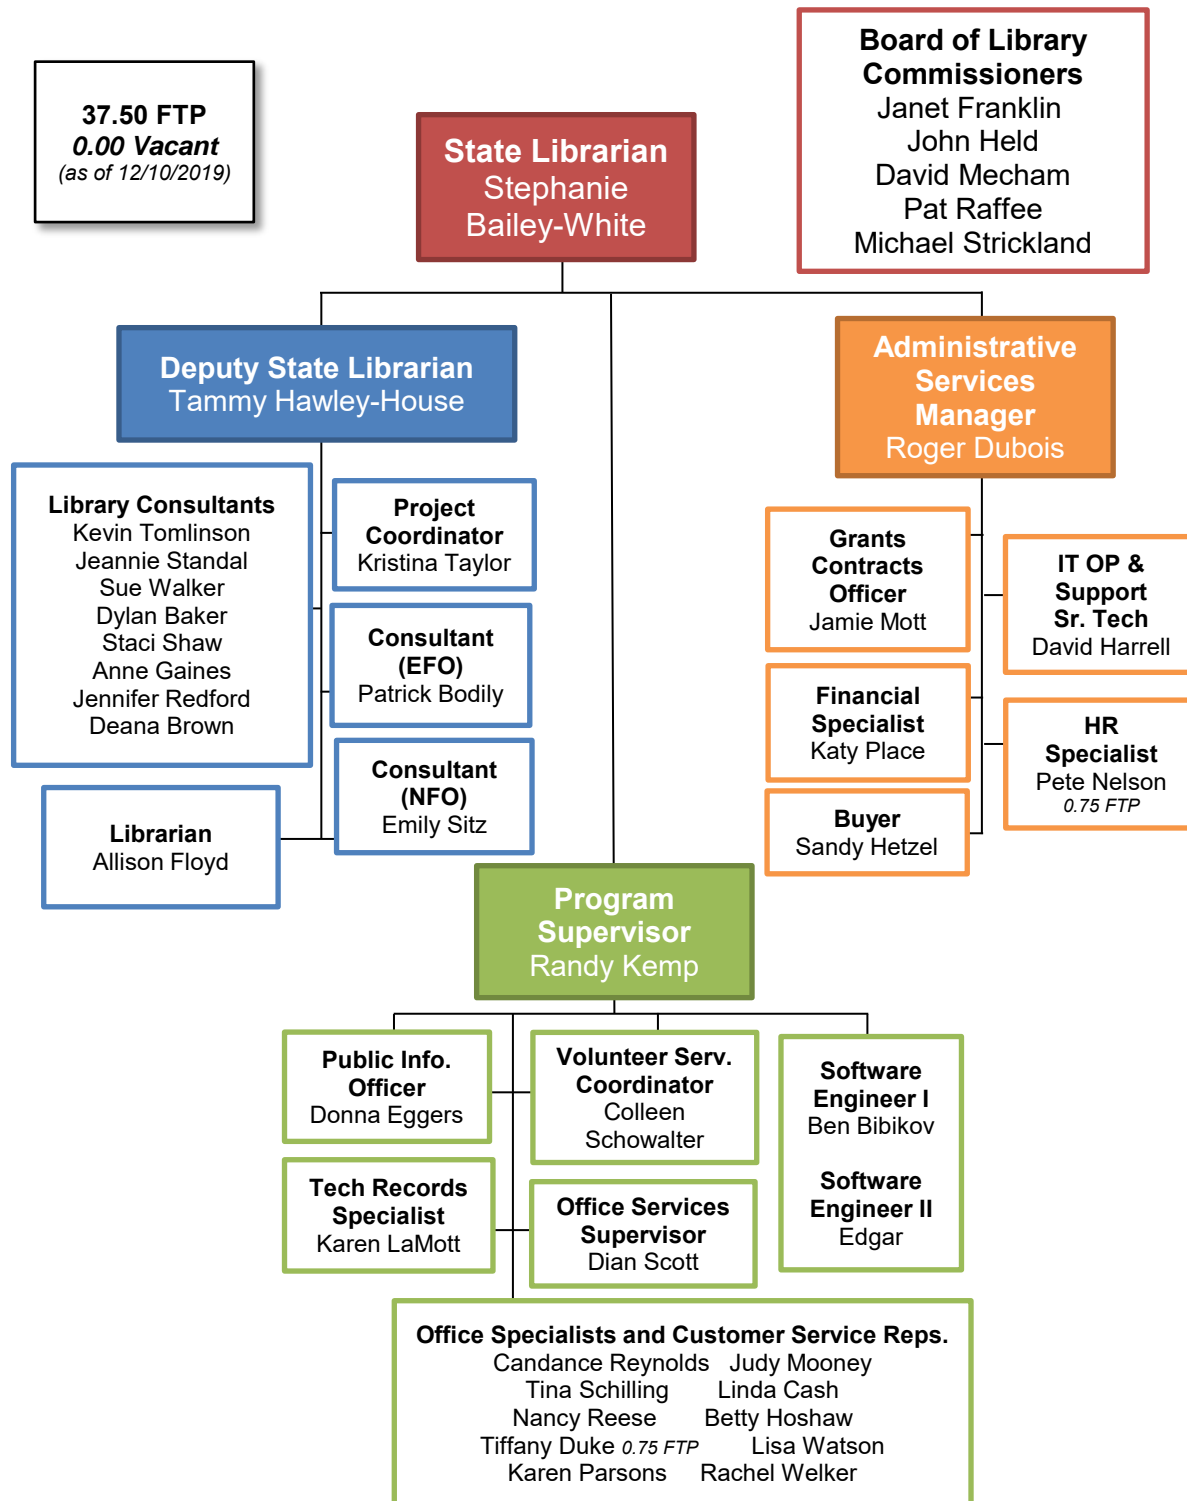 37.50 FTP
0.00 Vacant
(as of 12/10/2019)
Board of Library
Commissioners
Janet Franklin
John Held
David Mecham
Pat Raffee
Michael Strickland
State Librarian
Stephanie
Bailey-White
Deputy State Librarian
Tammy Hawley-House
Administrative
Services
Manager
Roger Dubois
Library Consultants
Kevin Tomlinson
Jeannie Standal
Sue Walker
Dylan Baker
Staci Shaw
Anne Gaines
Jennifer Redford
Deana Brown
Project
Coordinator
Kristina Taylor
Consultant
(EFO)
Patrick Bodily
Consultant
(NFO)
Emily Sitz
Librarian
Allison Floyd
Grants
Contracts
Officer
Jamie Mott
IT OP &
Support
Sr. Tech
David Harrell
Financial
Specialist
Katy Place
HR
Specialist
Pete Nelson
0.75 FTP
Buyer
Sandy Hetzel
Program
Supervisor
Randy Kemp
Public Info.
Officer
Donna Eggers
Volunteer Serv.
Coordinator
Colleen
Schowalter
Software
Engineer I
Ben Bibikov
Software
Engineer II
Edgar
Tech Records
Specialist
Karen LaMott
Office Services
Supervisor
Dian Scott
Office Specialists and Customer Service Reps.
Candance Reynolds Judy Mooney
Tina Schilling Linda Cash
Nancy Reese Betty Hoshaw
Tiffany Duke 0.75 FTP Lisa Watson
Karen Parsons Rachel Welker